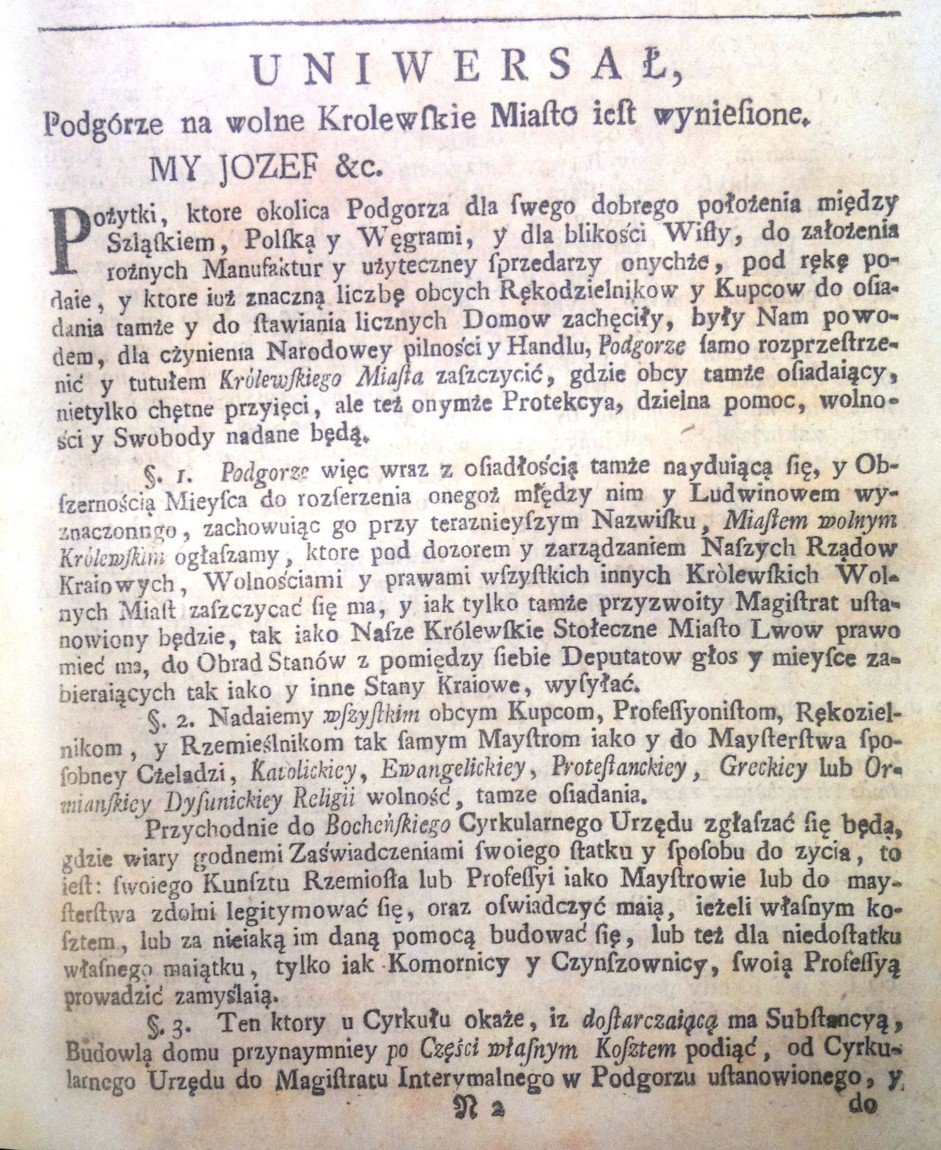 UNIWERSAŁ,
Podgórze na wolne Krolewſkie Miaſto ieſt wynieſione.
MY JOZEF &c.
Pożytki, ktore okolica Podgorza dla ſwego dobrego położenia między
Szląſkiem, Polſką y Węgrami, y dla blikości Wiſly, do założenia
rożnych Manufaktur y użyteczney ſprzedarzy onychże, pod rękę po-
daie, y ktore iuż znaczną liczbę obcych Rękodzielnikow y Kupcow do oſia-
dania tamże y do ſtawiania licznych Domow zachęciły, były Nam powo-
dem, dla cżynienia Narodowey pilności y Handlu, Podgorze ſamo rozprzeſtrze-
nić y tutułem Królewſkiego Miaſta zaſzczycić, gdzie obcy tamże oſiadaiący,
nietylko chętne przyięci, ale też onymże Protekcya, dzielna pomoc, wolno-
ści y Swobody nadane będą.
§. 1. Podgorze więc wraz z oſiadłością tamże nayduiącą ſię, y Ob-
ſzernością Mieyſca do rozſerzenia onegoż między nim y Ludwinowem wy-
znaczonngo, zachowuiąc go przy teraznieyſzym Nazwiſku, Miaſtem wolnym
Królewſkim ogłaſzamy, ktore pod dozorem y zarządzaniem Naſzych Rządow
Kraiowych, Wolnościami y prawami wſzyſtkich innych Kròlewſkich Wol-
nych Miaſt zaſzczycać ſię ma, y iak tylko tamże przyzwoity Magiſtrat uſta-
nowiony będzie, tak iako Naſze Królewſkie Stołeczne Miaſto Lwow prawo
mieć ma, do Obrad Stanów z pomiędzy ſiebie Deputatow głos y mieyſce za-
bieraiących tak iako y inne Stany Kraiowe, wyſyłać.
§. 2. Nadaiemy wſzyſtkim obcym Kupcom, Profeſſyoniſtom, Rękoziel-
nikom, y Rzemieślnikom tak ſamym Mayſtrom iako y do Mayſterſtwa ſpo-
ſobney Cżeladzi, Katolickiey, Ewangelickiey, Proteſtanckiey, Greckiey lub Or-
mianſkiey Dyſunickiey Religii wolność, tamze oſiadania.
Przychodnie do Bocheńſkiego Cyrkularnego Urzędu zgłaſzać ſię będą,
gdzie wiary godnemi Zaświadczeniami ſwoiego ſtatku y ſpoſobu do zycia, to
ieſt: ſwoiego Kunſztu Rzemioſła lub Profeſſyi iako Mayſtrowie lub do may-
ſterſtwa zdolni legitymować ſię, oraz oſwiadczyć maią, ieżeli właſnym ko-
ſztem, lub za nieiaką im daną pomocą budować ſię, lub też dla niedoſtatku
właſnego maiątku, tylko iak Komornicy y Czynſzownicy, ſwoią Profeſſyą
prowadzić zamyślaią.
§. 3. Ten ktory u Cyrkułu okaże, iz doſtarczaiącą ma Subſtancyą,
Budowlą domu przynaymniey po Części właſnym Koſztem podiąć, od Cyrku-
larnego Urzędu do Magiſtratu Interymalnego w Podgorzu uſtanowionego, y
N 2
do